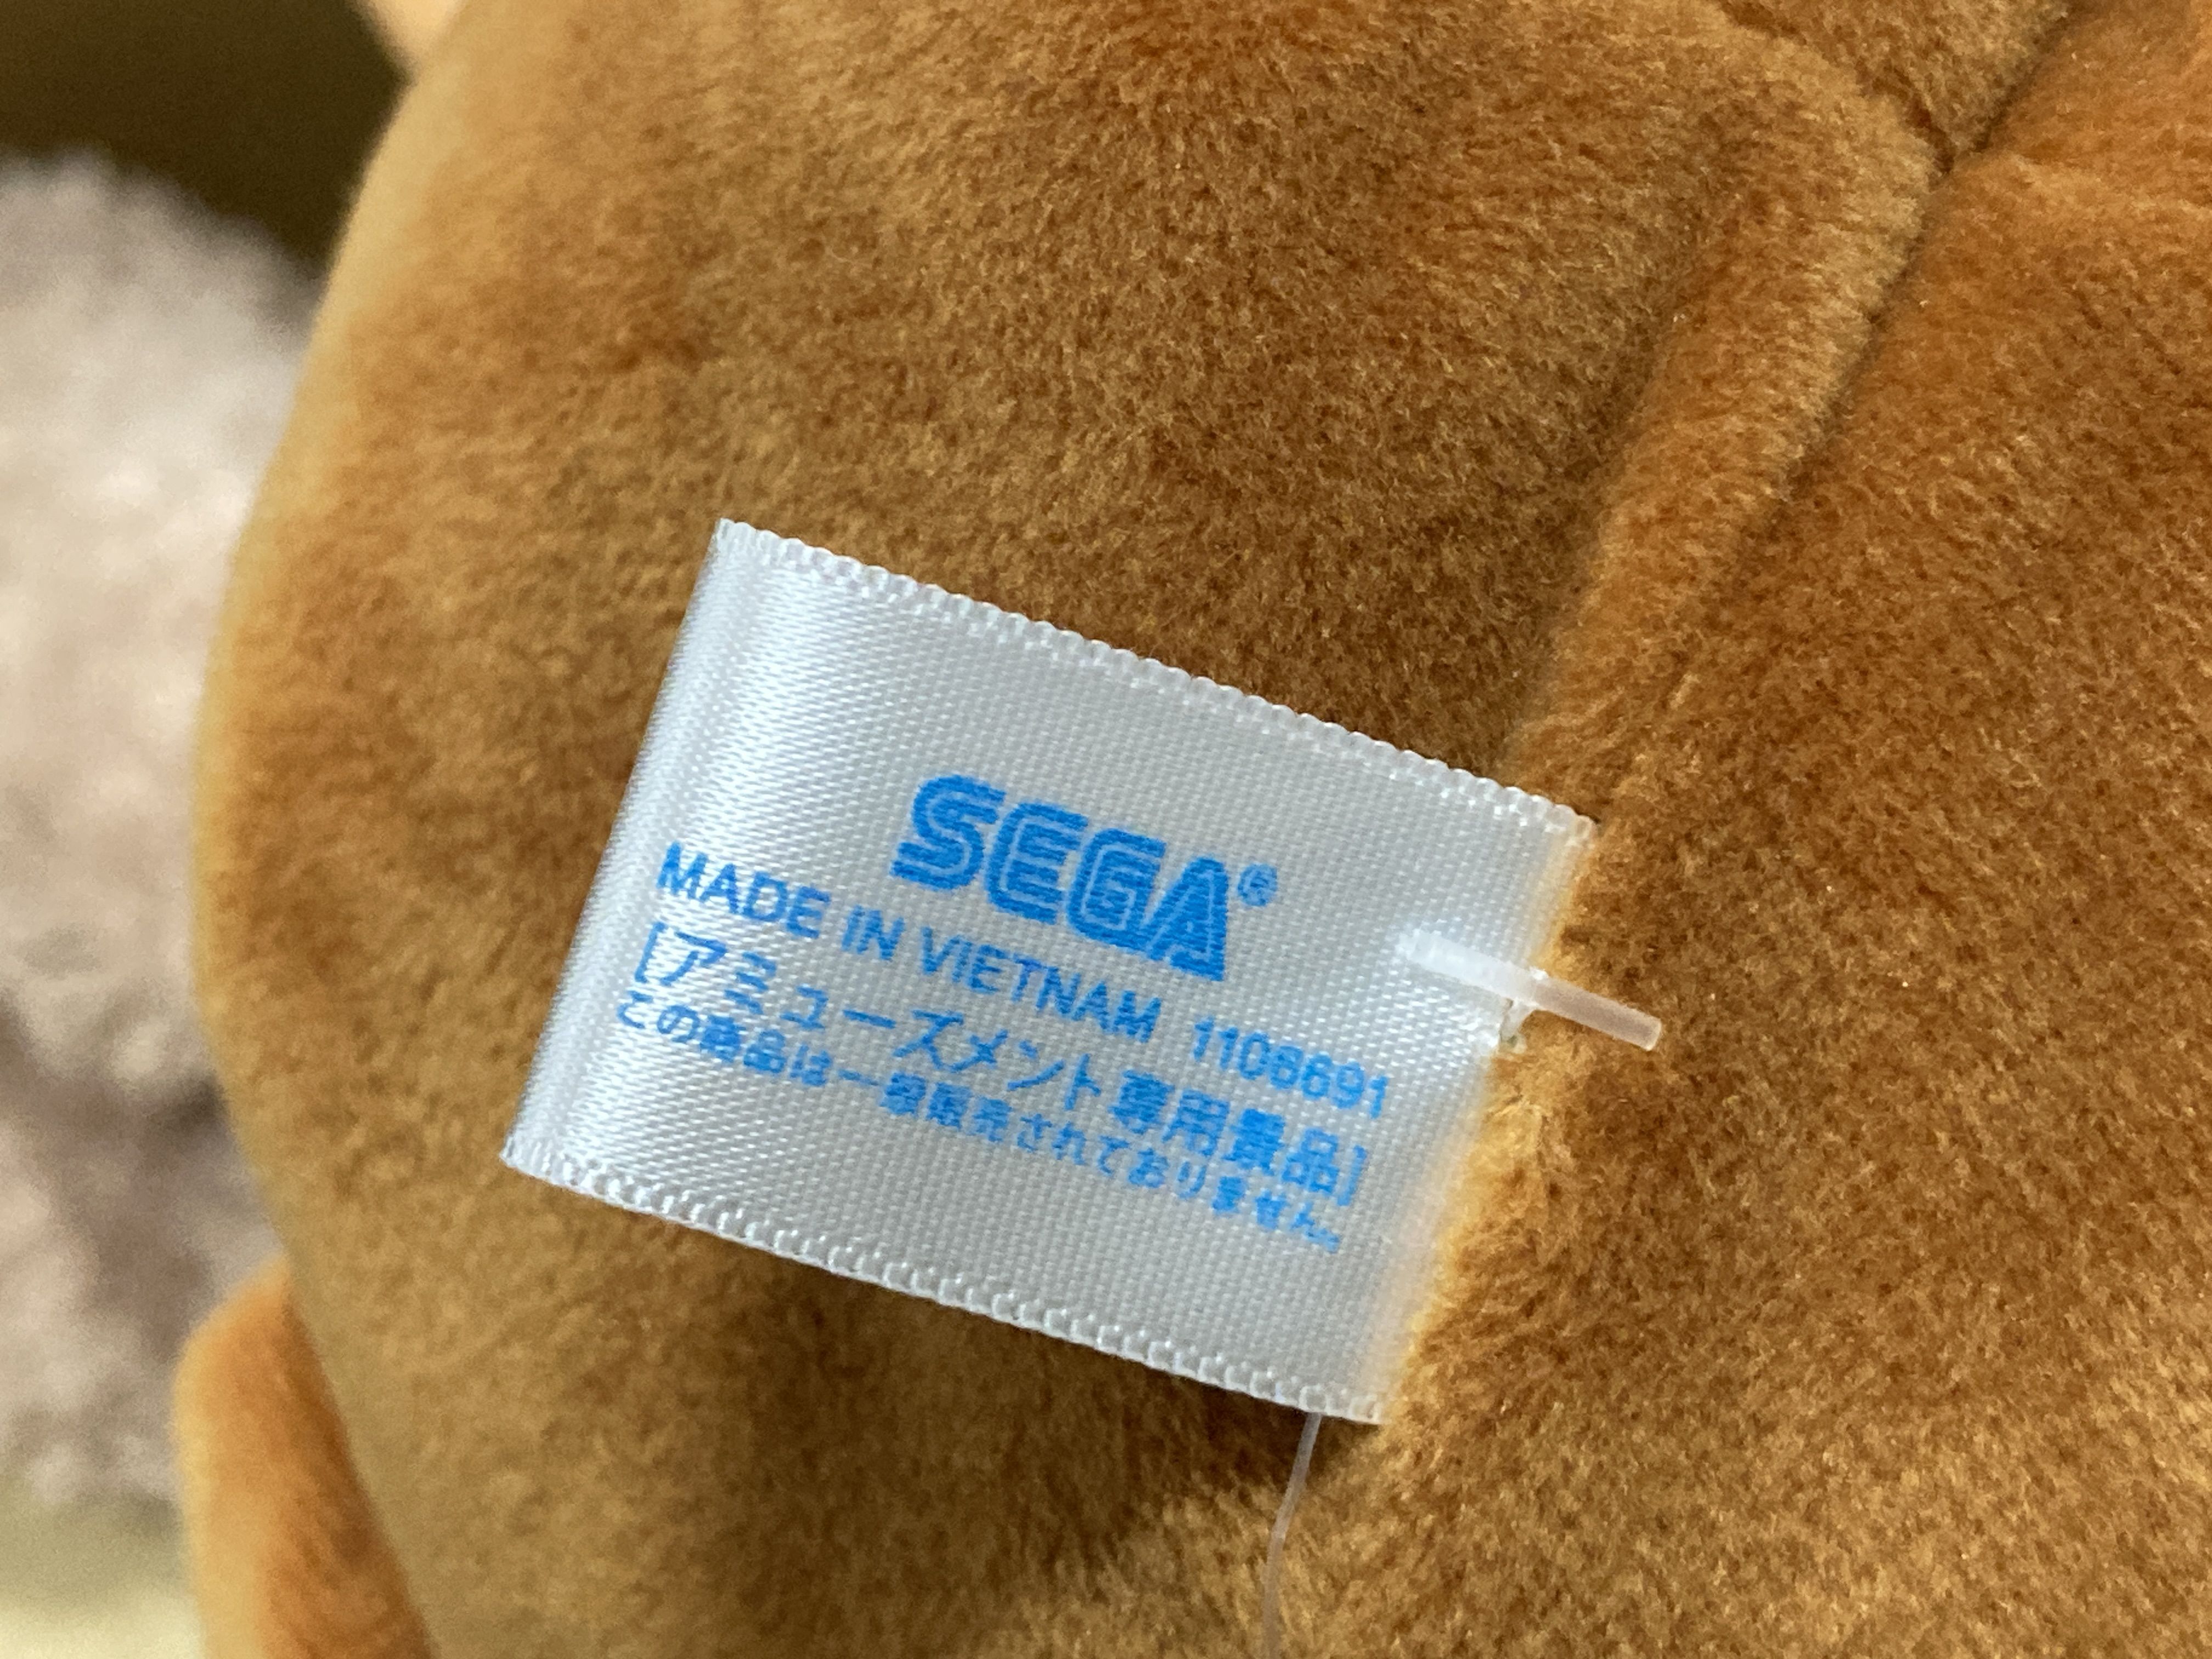 SEGA®
MADE IN VIETNAM 1106691
[アミューズメント専用景品]
この商品は一般販売されておりません。